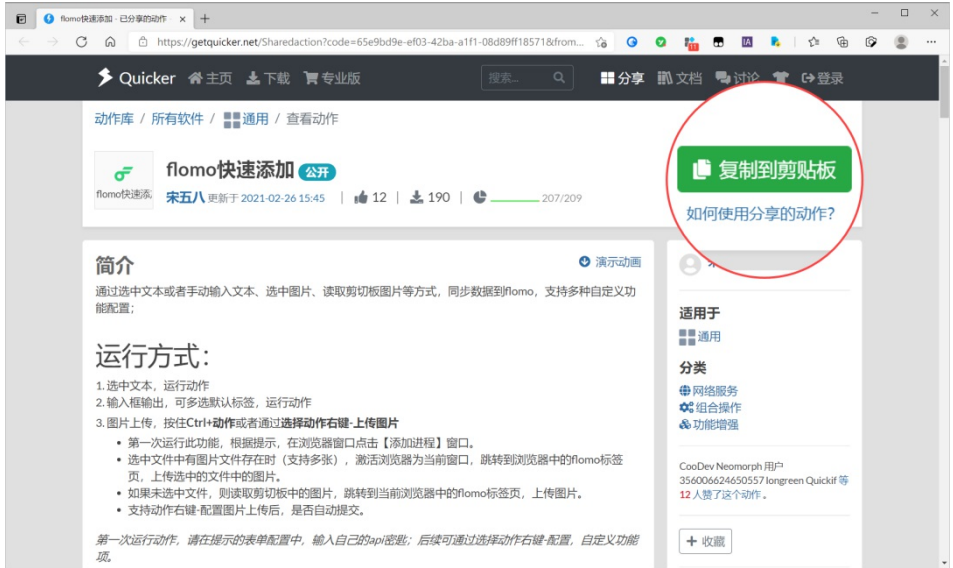 flomo快速添加 - 已分享的动作
https://getquicker.net/Sharedaction?code=65e9bd9e-ef03-42ba-a1f1-08d89ff18571&from...
Quicker 主页 下载 专业版 搜索... 分享 文档 讨论 登录
动作库 / 所有软件 / 通用 / 查看动作
flomo快速添加 公开
flomo快速添
宋五八 更新于 2021-02-26 15:45 | 12 | 190 | 207/209
复制到剪贴板
如何使用分享的动作?
简介
演示动画
通过选中文本或者手动输入文本、选中图片、读取剪切板图片等方式，同步数据到flomo，支持多种自定义功
能配置；
运行方式：
1. 选中文本，运行动作
2. 输入框输出，可多选默认标签，运行动作
3. 图片上传，按住Ctrl+动作或者通过选择动作右键-上传图片
• 第一次运行此功能，根据提示，在浏览器窗口点击【添加进程】窗口。
• 选中文件中有图片文件存在时（支持多张），激活浏览器为当前窗口，跳转到浏览器中的flomo标签
页，上传选中的文件中的图片。
• 如果未选中文件，则读取剪切板中的图片，跳转到当前浏览器中的flomo标签页，上传图片。
• 支持动作右键-配置图片上传后，是否自动提交。
第一次运行动作，请在提示的表单配置中，输入自己的api密匙；后续可通过选择动作右键-配置，自定义功能
项。
适用于
通用
分类
网络服务
组合操作
功能增强
CooDev Neomorph 用户
356006624650557 longreen Quickif 等
12 人赞了这个动作。
+ 收藏